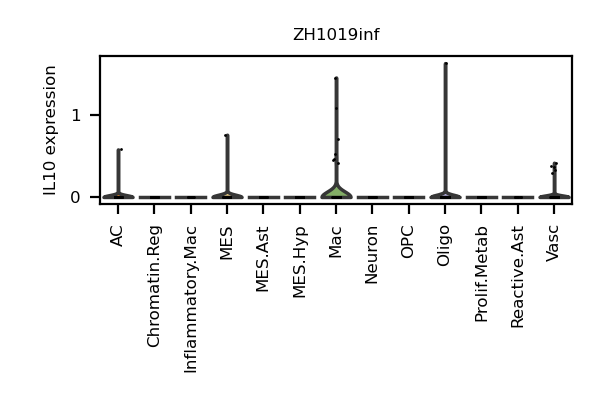 ZH1019inf
IL10 expression
1
0
AC
Chromatin.Reg
Inflammatory.Mac
MES
MES.Ast
MES.Hyp
Mac
Neuron
OPC
Oligo
Prolif.Metab
Reactive.Ast
Vasc